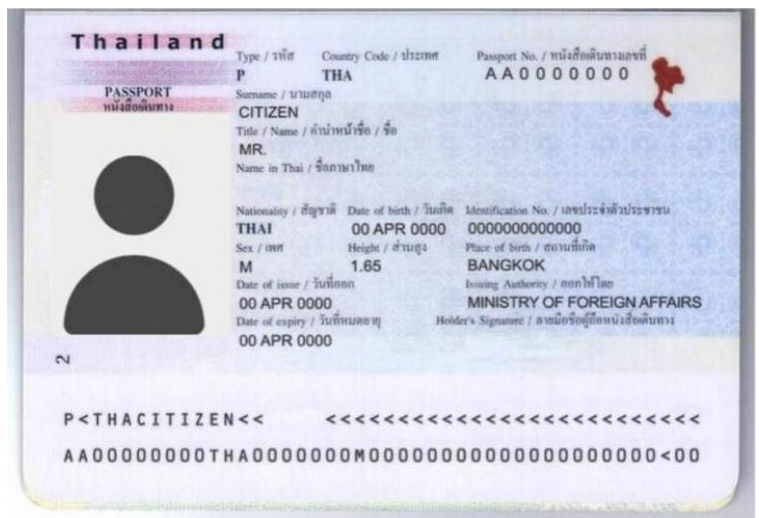 Thailand
PASSPORT
หนังสือเดินทาง
Type / รหัส Country Code / ประเทศ Passport No. / หนังสือเดินทางเลขที่
P THA AA0000000
Surname / นามสกุล
CITIZEN
Title / Name / คำนำหน้าชื่อ / ชื่อ
MR.
Name in Thai / ชื่อภาษาไทย
Nationality / สัญชาติ Date of birth / วันเกิด Identification No. / เลขประจำตัวประชาชน
THAI 00 APR 0000 0000000000000
Sex / เพศ Height / ส่วนสูง Place of birth / สถานที่เกิด
M 1.65 BANGKOK
Date of issue / วันที่ออก Issuing Authority / ออกให้โดย
00 APR 0000 MINISTRY OF FOREIGN AFFAIRS
Date of expiry / วันที่หมดอายุ Holder's Signature / ลายมือชื่อผู้ถือหนังสือเดินทาง
00 APR 0000
2
P<THACITIZEN<< <<<<<<<<<<<<<<<<<<<<<<<<<<
AA00000000THA0000000M0000000000000000000000<00